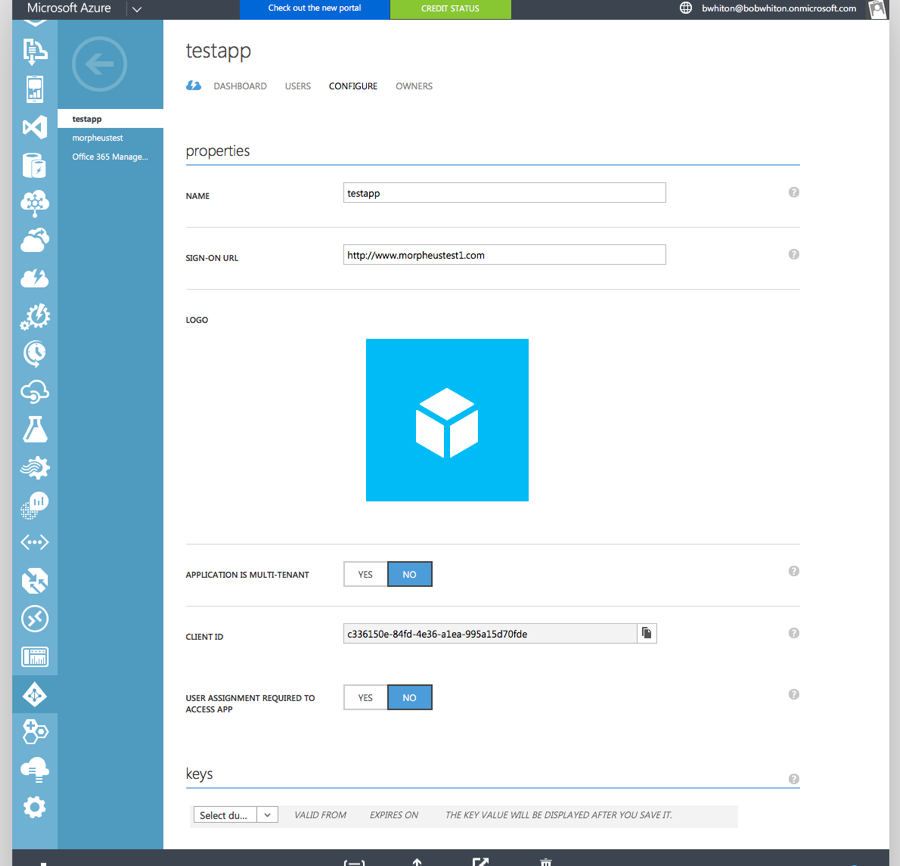 Microsoft Azure
Check out the new portal
CREDIT STATUS
bwhiton@bobwhiton.onmicrosoft.com
testapp
morpheustest
Office 365 Manage...
testapp
DASHBOARD USERS CONFIGURE OWNERS
properties
NAME
testapp
SIGN-ON URL
http://www.morpheustest1.com
LOGO
APPLICATION IS MULTI-TENANT
YES NO
CLIENT ID
c336150e-84fd-4e36-a1ea-995a15d70fde
USER ASSIGNMENT REQUIRED TO
ACCESS APP
YES NO
keys
Select du... VALID FROM EXPIRES ON THE KEY VALUE WILL BE DISPLAYED AFTER YOU SAVE IT.